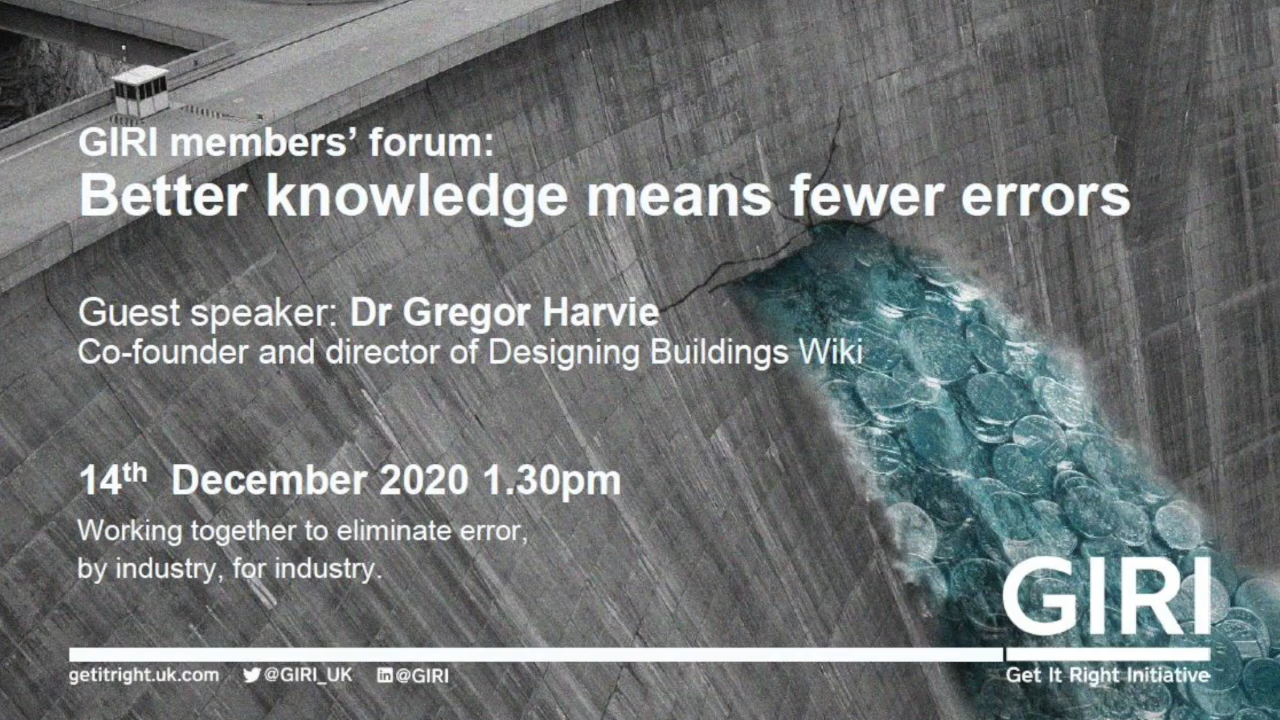 GIRI members’ forum:
Better knowledge means fewer errors
Guest speaker: Dr Gregor Harvie
Co-founder and director of Designing Buildings Wiki
14th December 2020 1.30pm
Working together to eliminate error,
by industry, for industry.
GIRI
Get It Right Initiative
getitright.uk.com @GIRI_UK in @GIRI